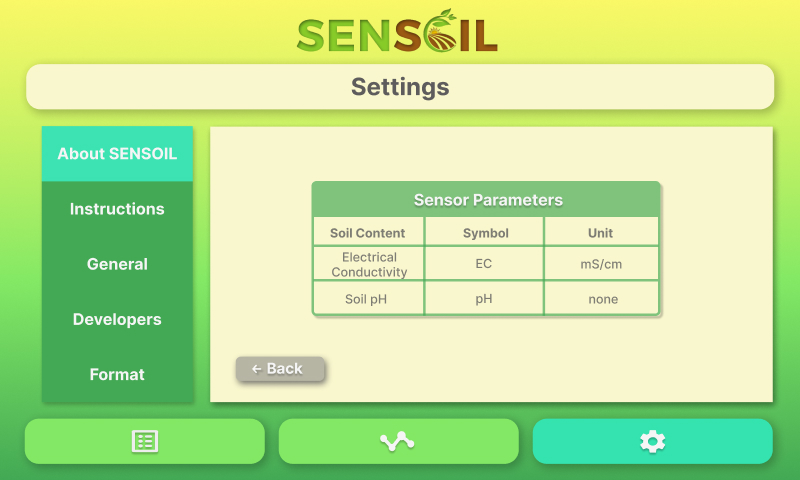 SENSOIL
Settings
About SENSOIL
Instructions
General
Developers
Format
Sensor Parameters
Soil Content Symbol Unit
Electrical
Conductivity EC mS/cm
Soil pH pH none
← Back